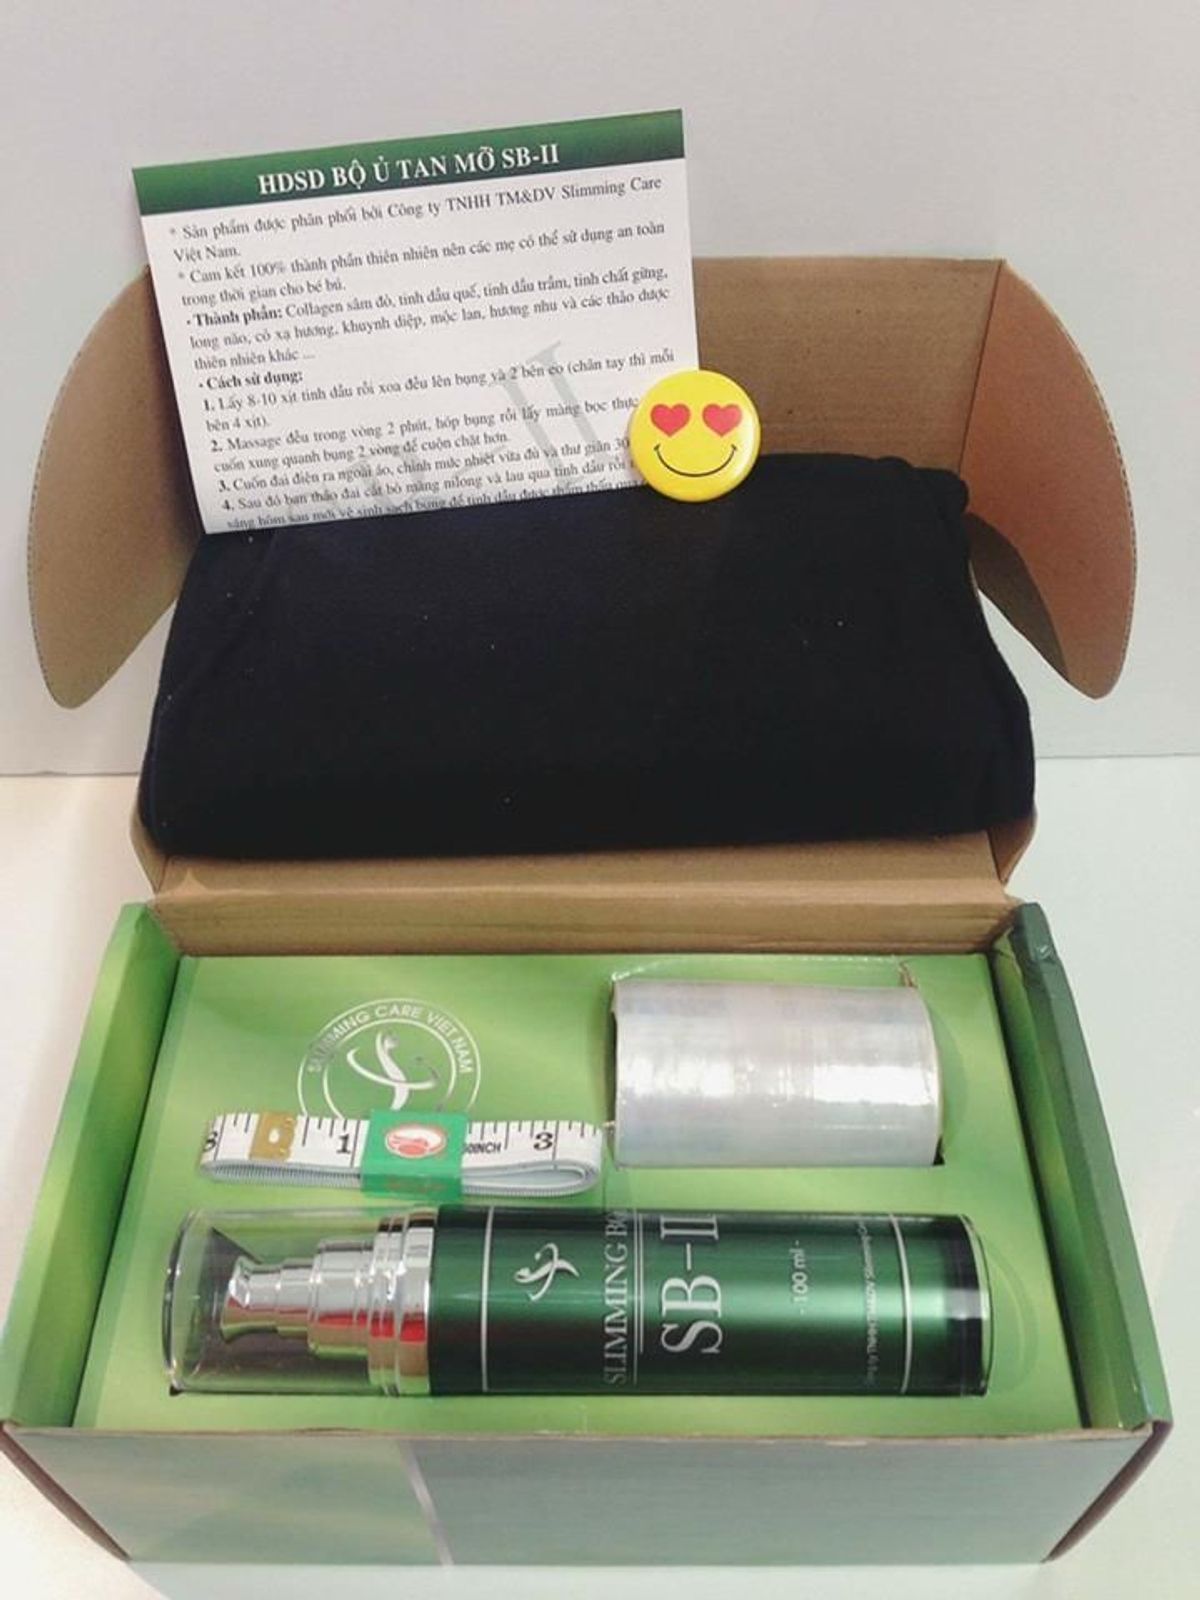 HDSD BỘ Ủ TAN MỠ SB-II
* Sản phẩm được phân phối bởi Công ty TNHH TM&DV Slimming Care
Việt Nam.
* Cam kết 100% thành phần thiên nhiên nên các mẹ có thể sử dụng an toàn
trong thời gian cho bé bú.
• Thành phần: Collagen sâm đỏ, tinh dầu quế, tinh dầu trầm, tinh chất gừng,
long não, cỏ xạ hương, khuynh diệp, mộc lan, hương nhu và các thảo dược
thiên nhiên khác ...
• Cách sử dụng:
1. Lấy 8-10 xịt tinh dầu rồi xoa đều lên bụng và 2 bên eo (chân tay thì mỗi
bên 4 xịt).
2. Massage đều trong vòng 2 phút, hóp bụng rồi lấy màng bọc thực
cuốn xung quanh bụng 2 vòng để cuộn chặt hơn.
3. Cuốn đai điện ra ngoài áo, chỉnh mức nhiệt vừa đủ và thư giãn 30
4. Sau đó bạn tháo đai cắt bỏ màng nilong và lau qua tinh dầu rồi
sáng hôm sau mới vệ sinh sạch bụng để tinh dầu được thẩm thấu
SB-II
SLIMMING CARE VIET NAM
1
INCH
3
SLIMMING
SB-II
-100 ml-